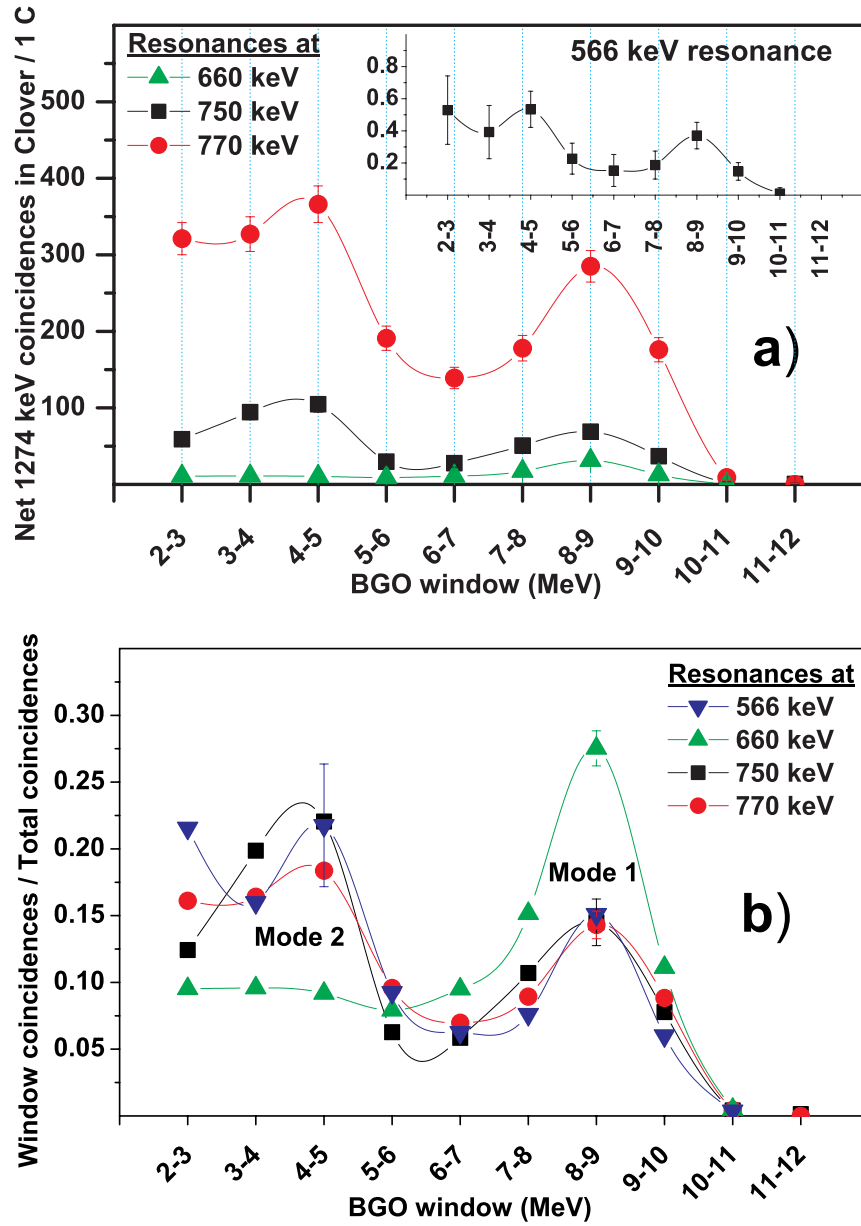 a)
Net 1274 keV coincidences in Clover / 1 C
500
400
300
200
100
Resonances at
660 keV
750 keV
770 keV
566 keV resonance
0.8
0.6
0.4
0.2
2-3
3-4
4-5
5-6
6-7
7-8
8-9
9-10
10-11
11-12
2-3
3-4
4-5
5-6
6-7
7-8
8-9
9-10
10-11
11-12
BGO window (MeV)
b)
Window coincidences / Total coincidences
0.30
0.25
0.20
0.15
0.10
0.05
Resonances at
566 keV
660 keV
750 keV
770 keV
Mode 1
Mode 2
2-3
3-4
4-5
5-6
6-7
7-8
8-9
9-10
10-11
11-12
BGO window (MeV)